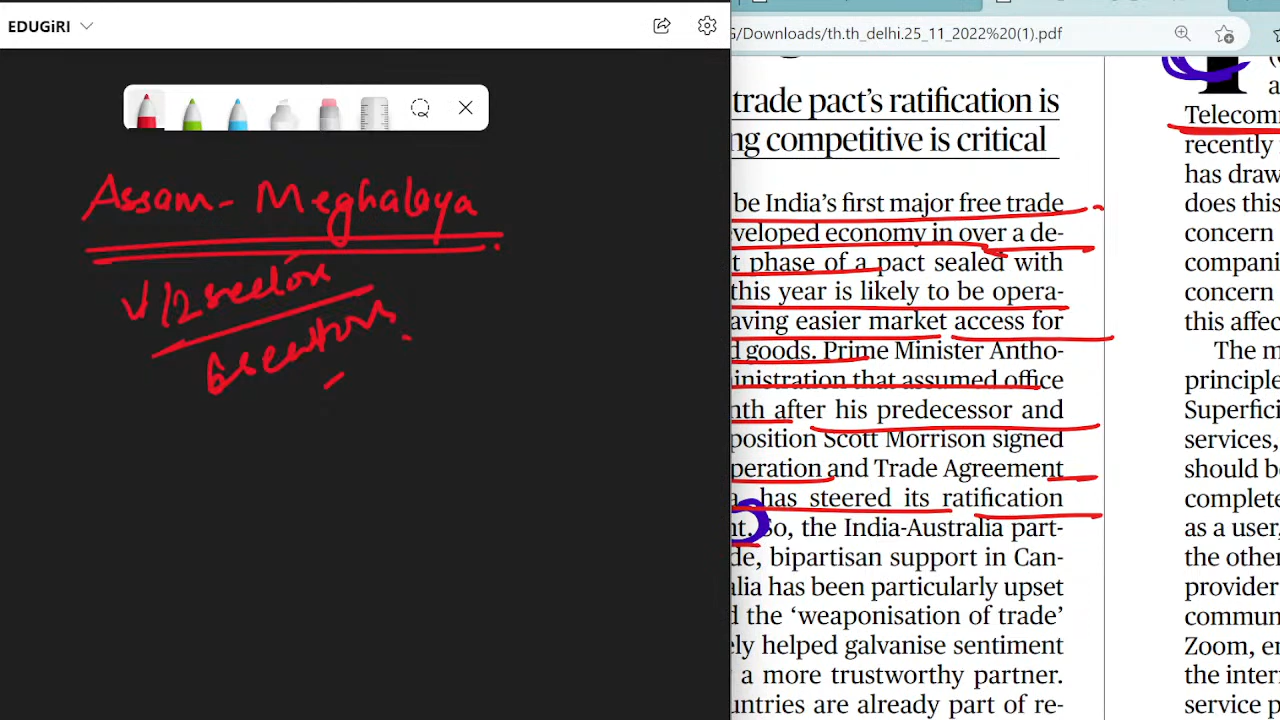 EDUGiRI
Assam - Meghalaya
12 sector
6 sectors.
G/Downloads/th.th_delhi.25_11_2022%20(1).pdf
trade pact’s ratification is
ng competitive is critical
be India’s first major free trade
veloped economy in over a de-
t phase of a pact sealed with
this year is likely to be opera-
aving easier market access for
d goods. Prime Minister Antho-
inistration that assumed office
nth after his predecessor and
position Scott Morrison signed
peration and Trade Agreement
a has steered its ratification
nt. So, the India-Australia part-
de, bipartisan support in Can-
alia has been particularly upset
d the ‘weaponisation of trade’
ely helped galvanise sentiment
a more trustworthy partner.
untries are already part of re-
Telecomm
recently
has draw
does this
concern
compani
concern
this affec
The m
principle
Superfici
services,
should be
complete
as a user,
the other
provider
commun
Zoom, en
the inter
service p